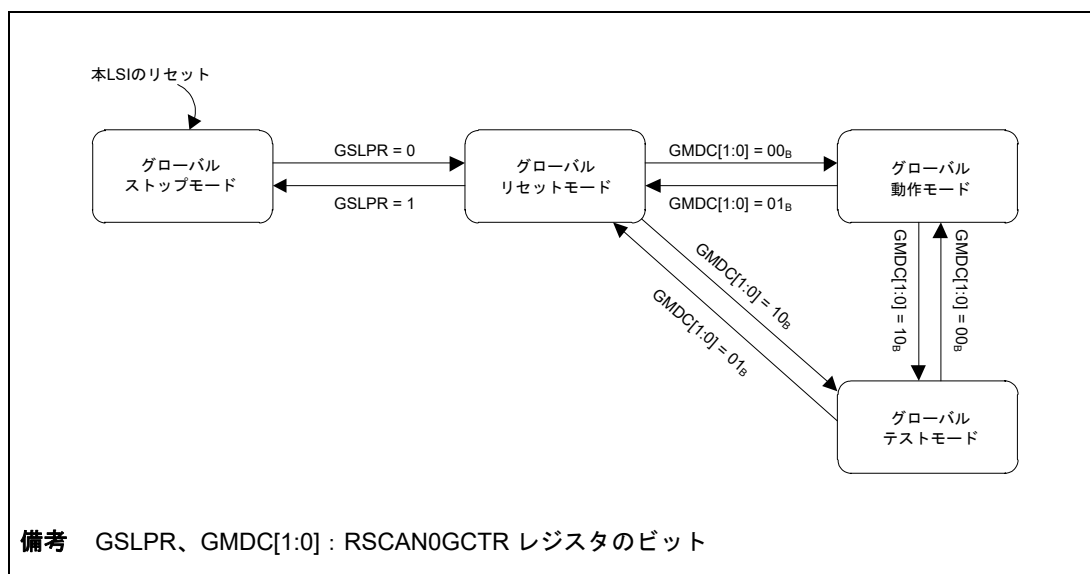 本LSIのリセット
グローバル
ストップモード
GSLPR = 0
GSLPR = 1
グローバル
リセットモード
GMDC[1:0] = 00B
GMDC[1:0] = 01B
グローバル
動作モード
GMDC[1:0] = 10B
GMDC[1:0] = 01B
GMDC[1:0] = 10B
GMDC[1:0] = 00B
グローバル
テストモード
備考 GSLPR、GMDC[1:0]：RSCAN0GCTR レジスタのビット